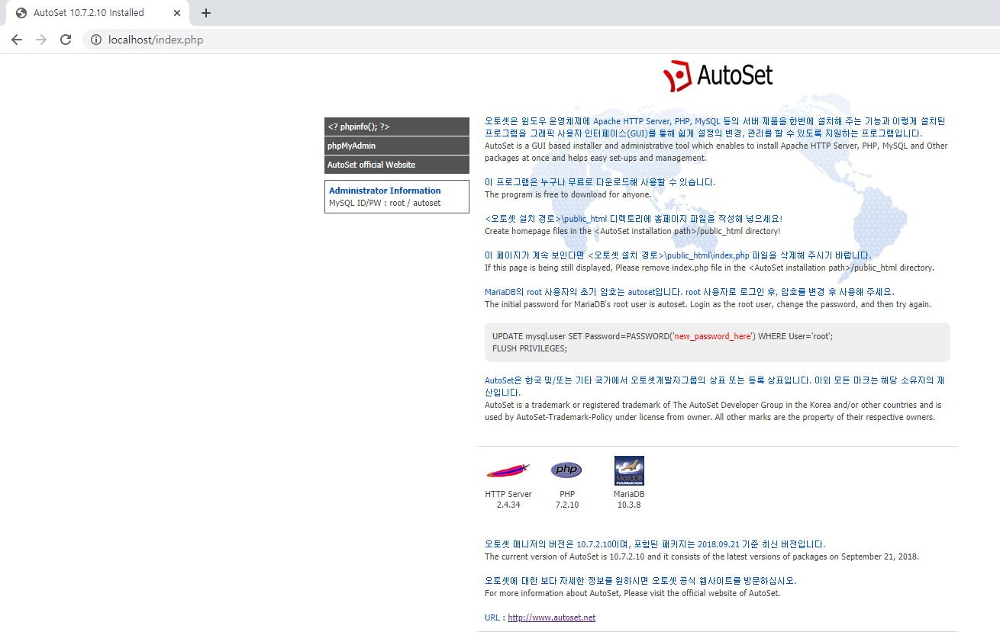 AutoSet 10.7.2.10 Installed
localhost/index.php
AutoSet
<? phpinfo(); ?>
phpMyAdmin
AutoSet official Website
Administrator Information
MySQL ID/PW : root / autoset
오토셋은 윈도우 운영체제에 Apache HTTP Server, PHP, MySQL 등의 서버 제품을 한번에 설치해 주는 기능과 이렇게 설치된
프로그램을 그래픽 사용자 인터페이스(GUI)를 통해 쉽게 설정의 변경, 관리를 할 수 있도록 지원하는 프로그램입니다.
AutoSet is a GUI based installer and administrative tool which enables to install Apache HTTP Server, PHP, MySQL and Other
packages at once and helps easy set-ups and management.
이 프로그램은 누구나 무료로 다운로드해 사용할 수 있습니다.
The program is free to download for anyone.
<오토셋 설치 경로>\public_html 디렉토리에 홈페이지 파일을 작성해 넣으세요!
Create homepage files in the <AutoSet installation path>/public_html directory!
이 페이지가 계속 보인다면 <오토셋 설치 경로>\public_html\index.php 파일을 삭제해 주시기 바랍니다.
If this page is being still displayed, Please remove index.php file in the <AutoSet installation path>/public_html directory.
MariaDB의 root 사용자의 초기 암호는 autoset입니다. root 사용자로 로그인 후, 암호를 변경 후 사용해 주세요.
The initial password for MariaDB's root user is autoset. Login as the root user, change the password, and then try again.
UPDATE mysql.user SET Password=PASSWORD('new_password_here') WHERE User='root';
FLUSH PRIVILEGES;
AutoSet은 한국 및/또는 기타 국가에서 오토셋개발자그룹의 상표 또는 등록 상표입니다. 이외 모든 마크는 해당 소유자의 재
산입니다.
AutoSet is a trademark or registered trademark of The AutoSet Developer Group in the Korea and/or other countries and is
used by AutoSet-Trademark-Policy under license from owner. All other marks are the property of their respective owners.
php
MariaDB
FOUNDATION
HTTP Server
2.4.34
PHP
7.2.10
MariaDB
10.3.8
오토셋 매니저의 버전은 10.7.2.10이며, 포함된 패키지는 2018.09.21 기준 최신 버전입니다.
The current version of AutoSet is 10.7.2.10 and it consists of the latest versions of packages on September 21, 2018.
오토셋에 대한 보다 자세한 정보를 원하시면 오토셋 공식 웹사이트를 방문하십시오.
For more information about AutoSet, Please visit the official website of AutoSet.
URL : http://www.autoset.net